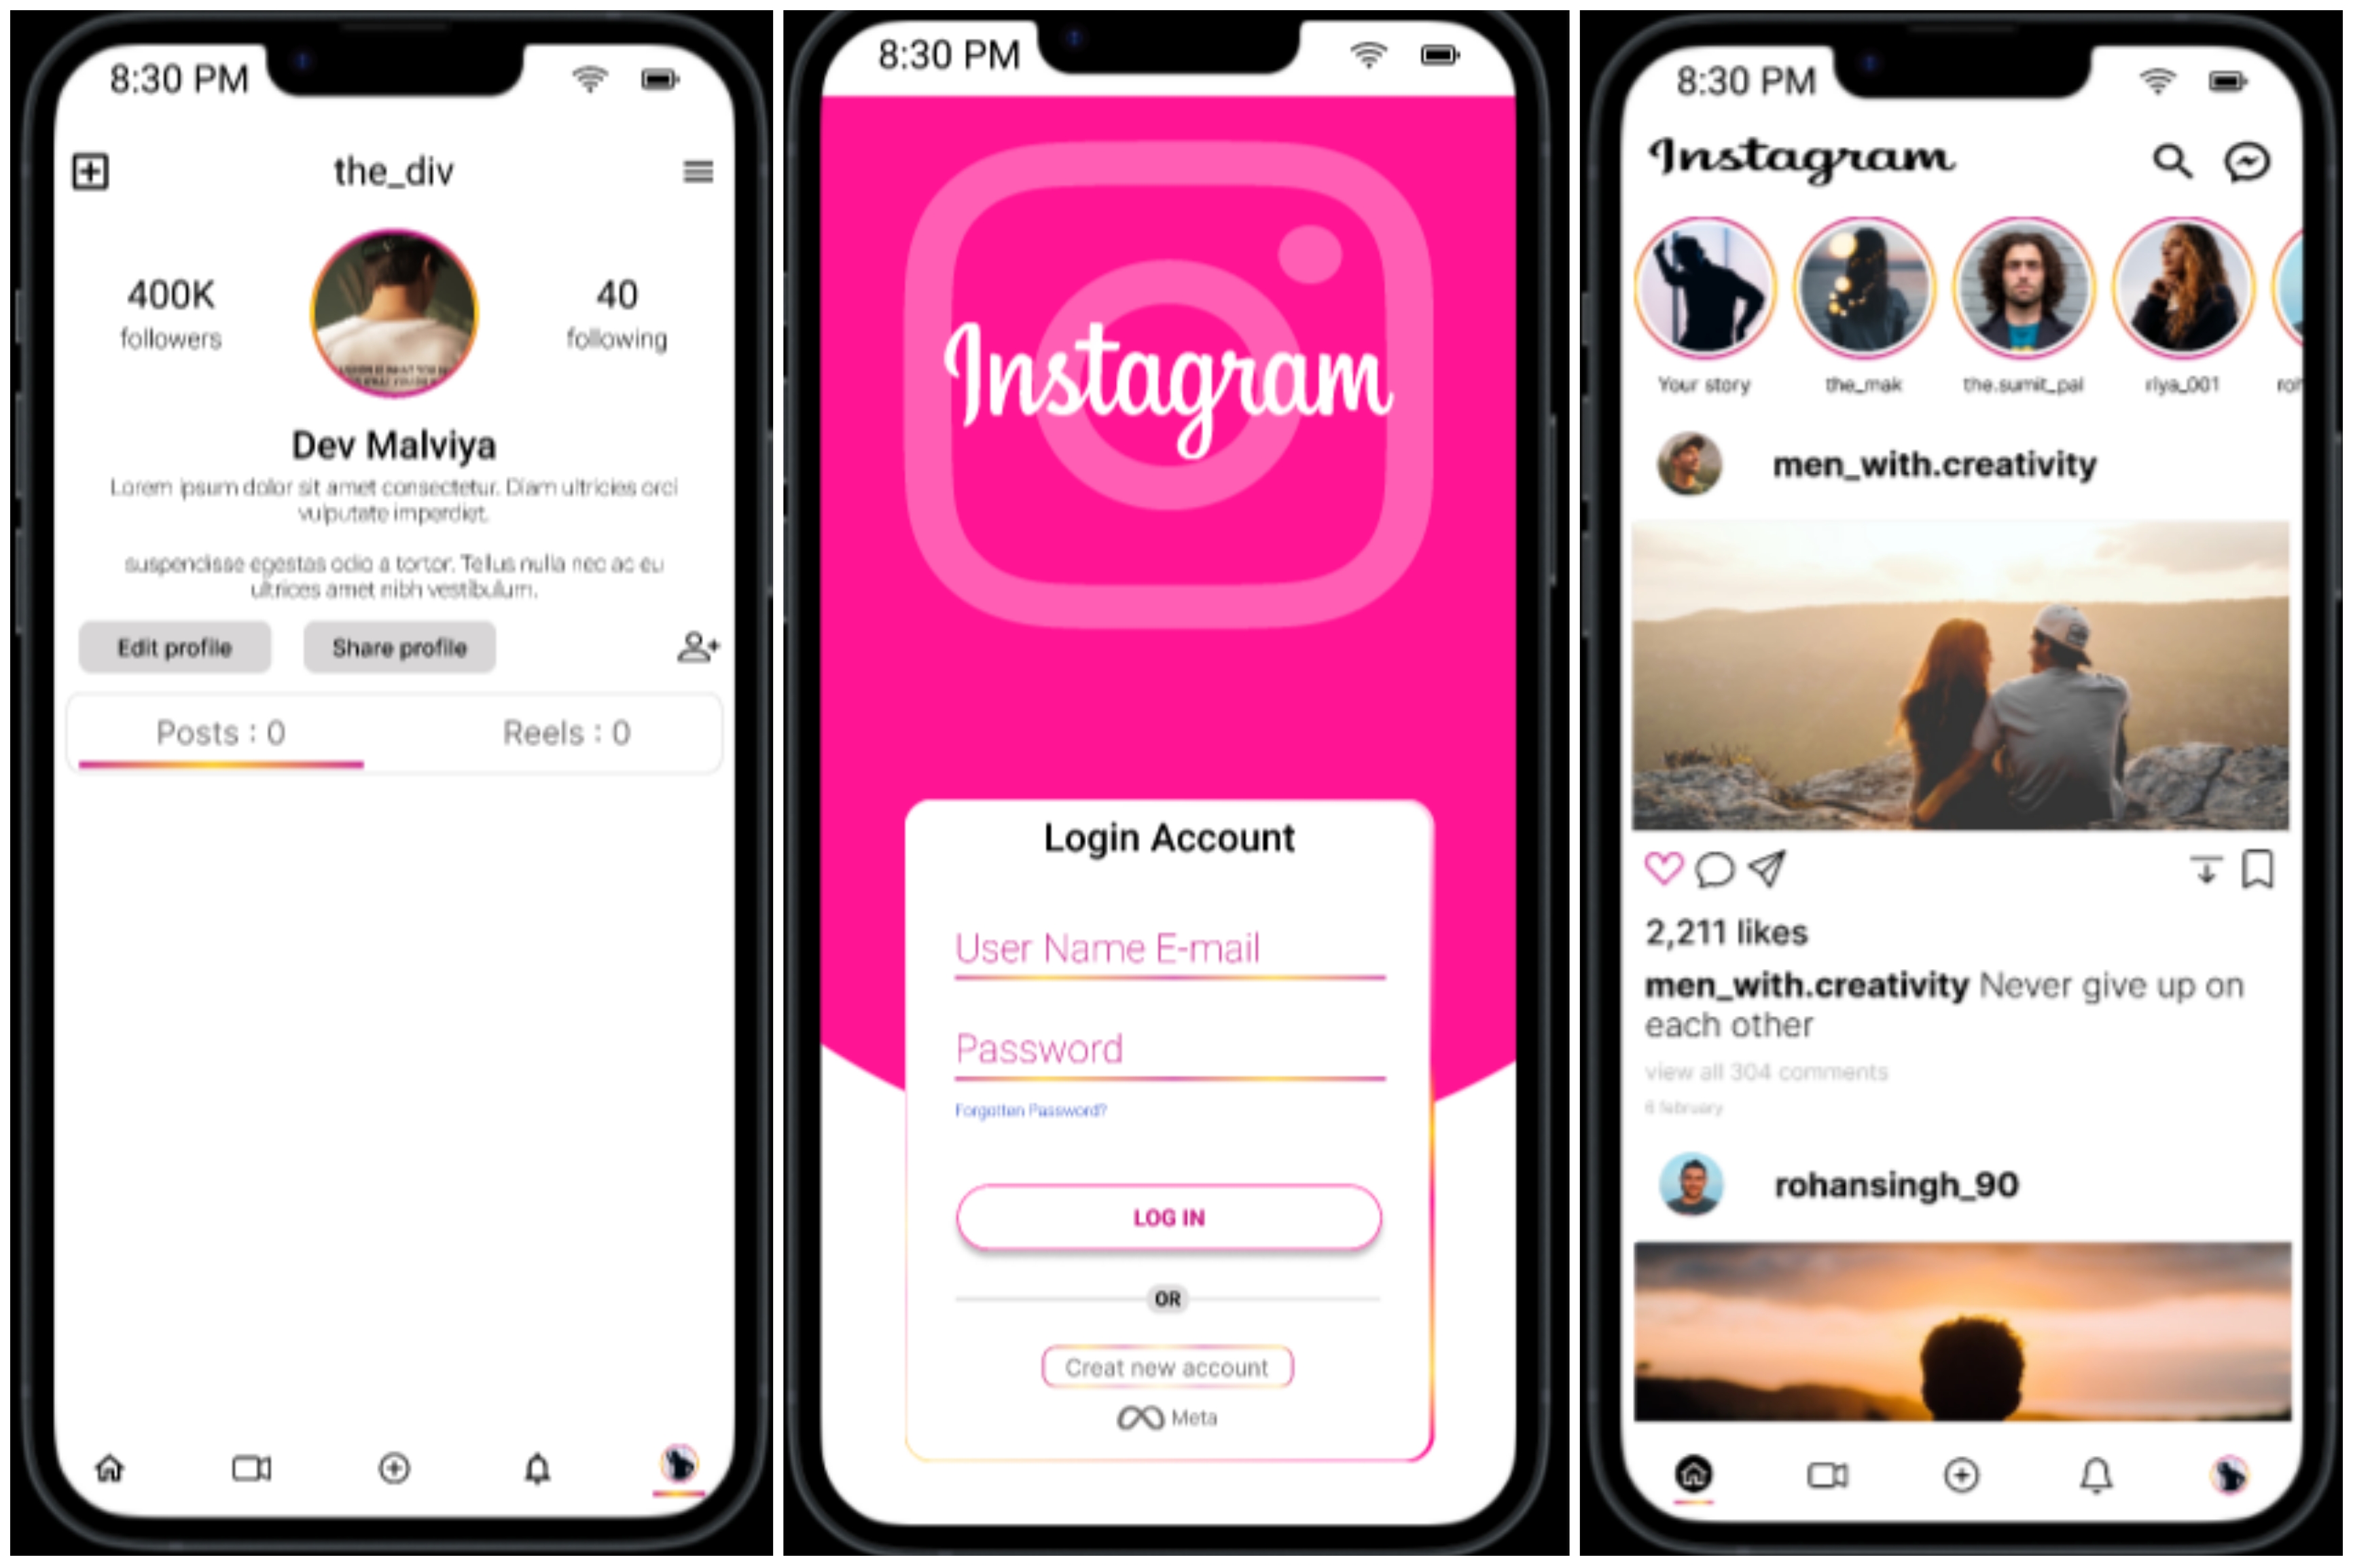 8:30 PM
the_div
400K
followers
40
following
Dev Malviya
Lorem ipsum dolor sit amet consectetur. Diam ultricies orci
vulputate imperdiet.
suspendisse egestas odio a tortor. Tellus nulla nec ac eu
ultrices amet nibh vestibulum.
Edit profile
Share profile
Posts : 0
Reels : 0
8:30 PM
Instagram
Login Account
User Name E-mail
Password
Forgotten Password?
LOG IN
OR
Creat new account
Meta
8:30 PM
Instagram
Your story
the_mak
the.sumit_pal
riya_001
roh
men_with.creativity
2,211 likes
men_with.creativity Never give up on
each other
view all 304 comments
6 february
rohansingh_90